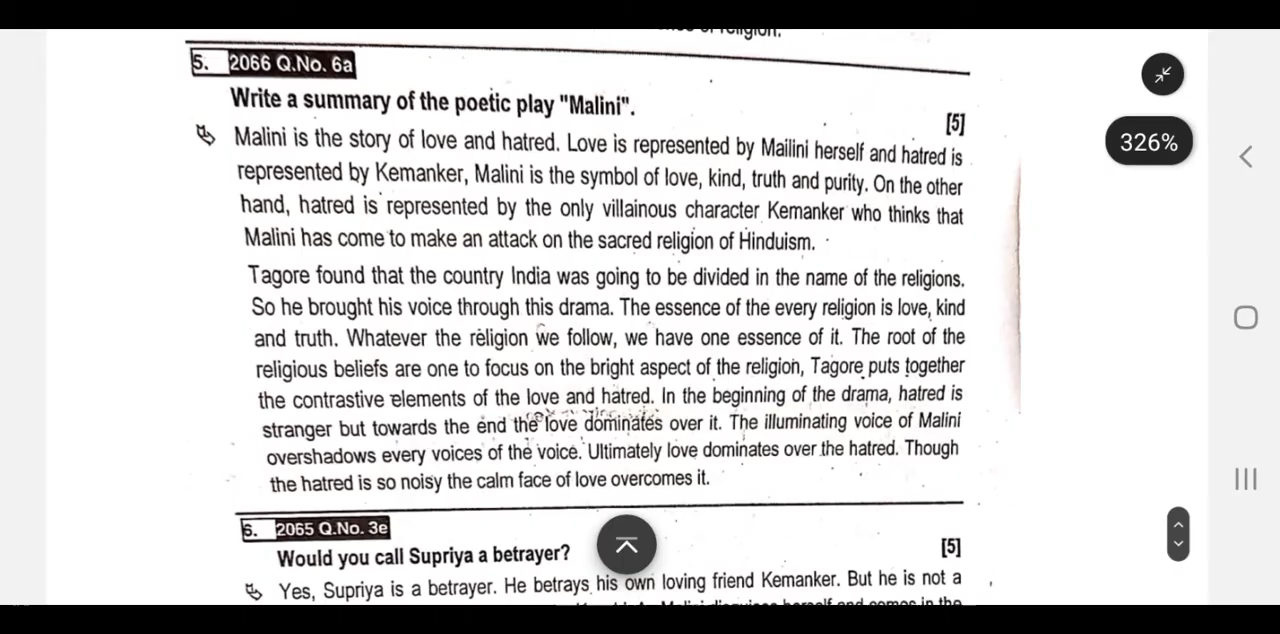 5. 2066 Q.No. 6a
Write a summary of the poetic play "Malini".
[5]
Malini is the story of love and hatred. Love is represented by Mailini herself and hatred is
represented by Kemanker, Malini is the symbol of love, kind, truth and purity. On the other
hand, hatred is represented by the only villainous character Kemanker who thinks that
Malini has come to make an attack on the sacred religion of Hinduism.
Tagore found that the country India was going to be divided in the name of the religions.
So he brought his voice through this drama. The essence of the every religion is love, kind
and truth. Whatever the religion we follow, we have one essence of it. The root of the
religious beliefs are one to focus on the bright aspect of the religion, Tagore puts together
the contrastive elements of the love and hatred. In the beginning of the drama, hatred is
stranger but towards the end the love dominates over it. The illuminating voice of Malini
overshadows every voices of the voice. Ultimately love dominates over the hatred. Though
the hatred is so noisy the calm face of love overcomes it.
6. 2065 Q.No. 3e
Would you call Supriya a betrayer?
[5]
Yes, Supriya is a betrayer. He betrays his own loving friend Kemanker. But he is not a
326%